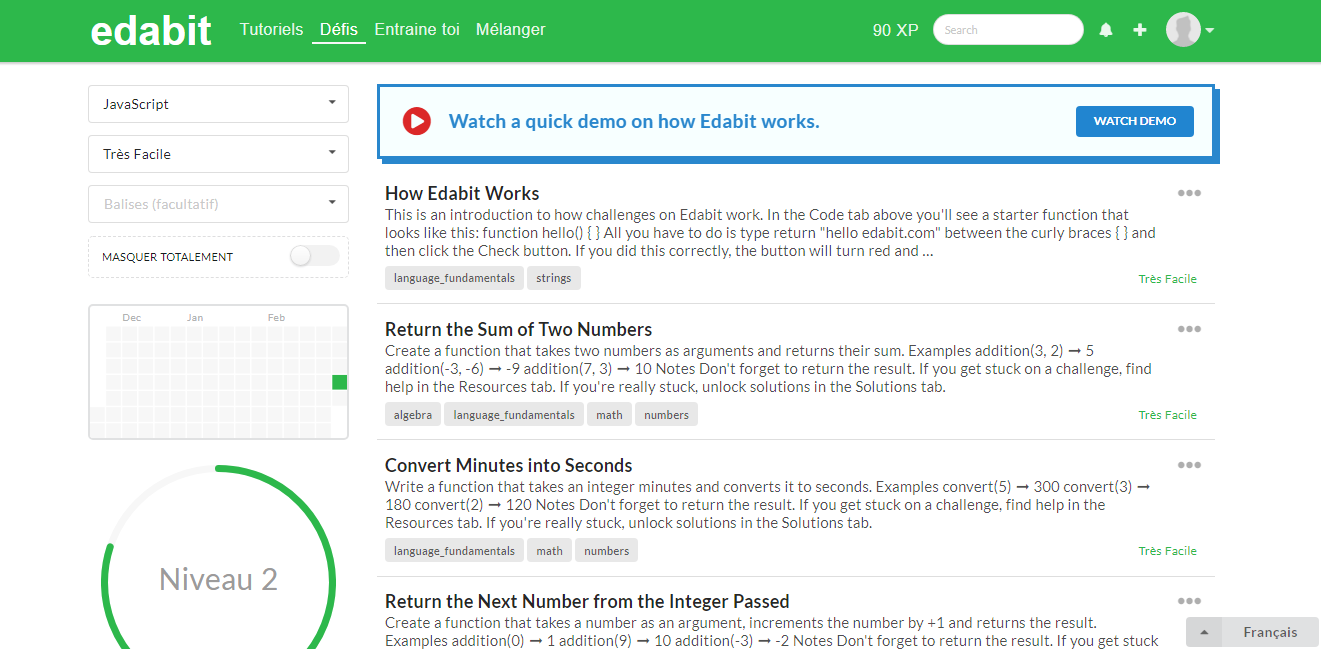 edabit
Tutoriels Défis Entraine toi Mélanger
90 XP
Search
JavaScript
Très Facile
Balises (facultatif)
MASQUER TOTALEMENT
Dec Jan Feb
Niveau 2
Watch a quick demo on how Edabit works.
WATCH DEMO
How Edabit Works
This is an introduction to how challenges on Edabit work. In the Code tab above you'll see a starter function that
looks like this: function hello() { } All you have to do is type return "hello edabit.com" between the curly braces { } and
then click the Check button. If you did this correctly, the button will turn red and ...
language_fundamentals strings
Très Facile
Return the Sum of Two Numbers
Create a function that takes two numbers as arguments and returns their sum. Examples addition(3, 2) ➞ 5
addition(-3, -6) ➞ -9 addition(7, 3) ➞ 10 Notes Don't forget to return the result. If you get stuck on a challenge, find
help in the Resources tab. If you're really stuck, unlock solutions in the Solutions tab.
algebra language_fundamentals math numbers
Très Facile
Convert Minutes into Seconds
Write a function that takes an integer minutes and converts it to seconds. Examples convert(5) ➞ 300 convert(3) ➞
180 convert(2) ➞ 120 Notes Don't forget to return the result. If you get stuck on a challenge, find help in the
Resources tab. If you're really stuck, unlock solutions in the Solutions tab.
language_fundamentals math numbers
Très Facile
Return the Next Number from the Integer Passed
Create a function that takes a number as an argument, increments the number by +1 and returns the result.
Examples addition(0) ➞ 1 addition(9) ➞ 10 addition(-3) ➞ -2 Notes Don't forget to return the result. If you get stuck
Français